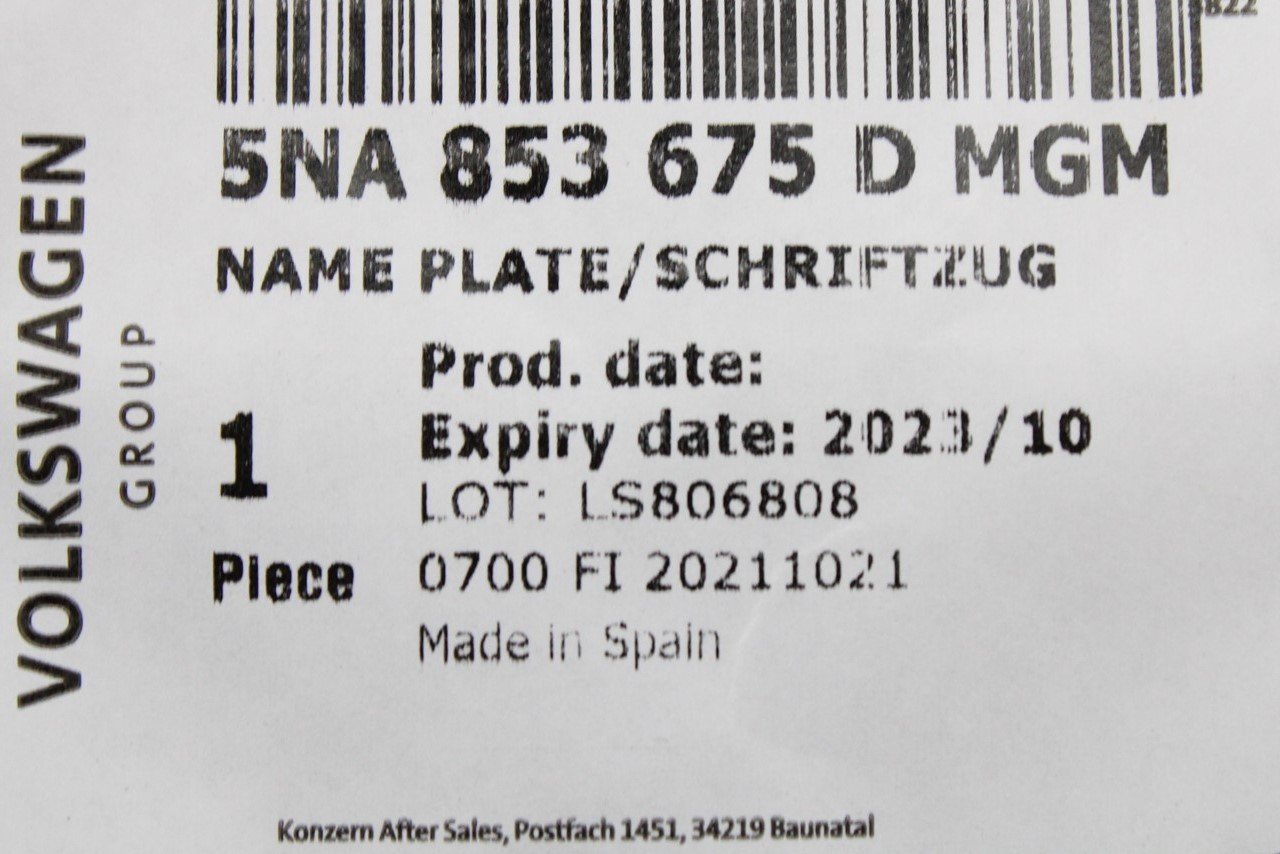 5NA 853 675 D MGM
NAME PLATE/SCHRIFTZUG
Prod. date:
Expiry date: 2023/10
LOT: LS806808
1
Piece
0700 FI 20211021
Made in Spain
VOLKSWAGEN
GROUP
Konzern After Sales, Postfach 1451, 34219 Baunatal